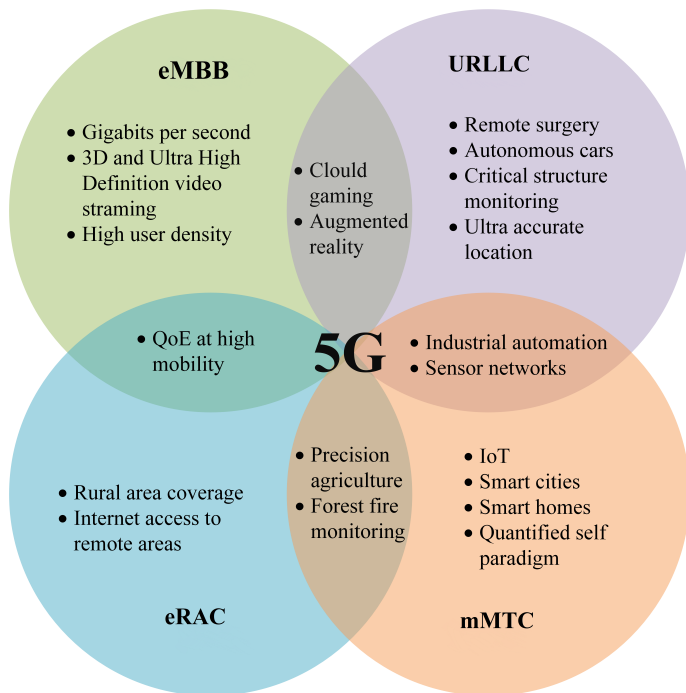 eMBB
• Gigabits per second
• 3D and Ultra High
Definition video
straming
• High user density
URLLC
• Remote surgery
• Autonomous cars
• Critical structure
monitoring
• Ultra accurate
location
• Clould
gaming
• Augmented
reality
• QoE at high
mobility
5G
• Industrial automation
• Sensor networks
• Precision
agriculture
• Forest fire
monitoring
• Rural area coverage
• Internet access to
remote areas
eRAC
• IoT
• Smart cities
• Smart homes
• Quantified self
paradigm
mMTC